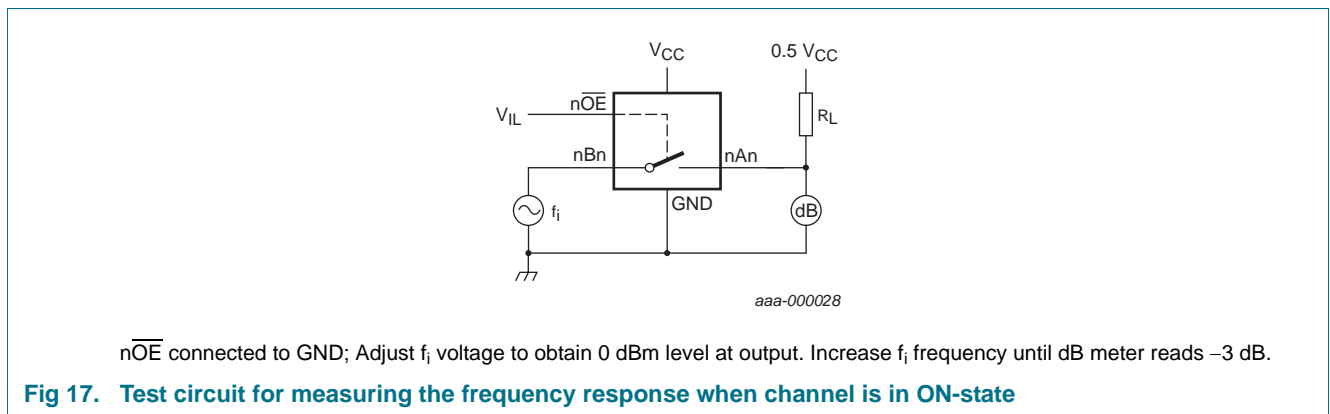 V_CC
0.5 V_CC
nO̅E̅
R_L
V_IL
nBn
nAn
GND
f_i
dB
aaa-000028
nO̅E̅ connected to GND; Adjust f_i voltage to obtain 0 dBm level at output. Increase f_i frequency until dB meter reads −3 dB.
Fig 17. Test circuit for measuring the frequency response when channel is in ON-state